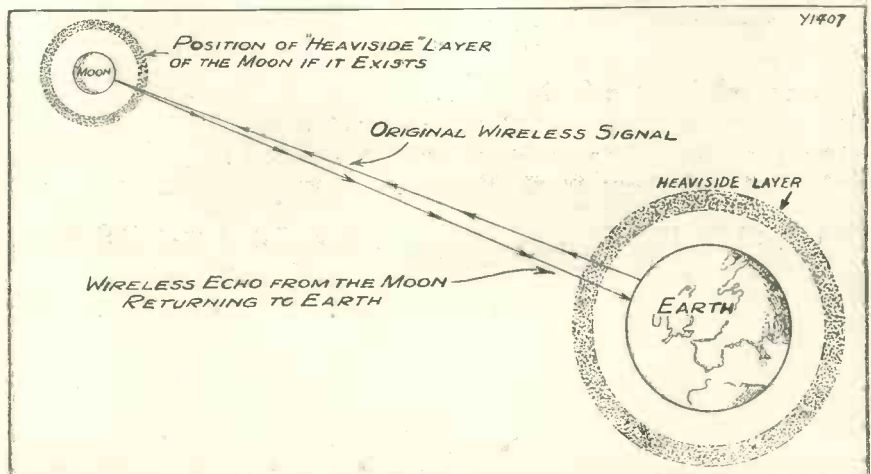 Y1407
POSITION OF "HEAVISIDE" LAYER
OF THE MOON IF IT EXISTS
MOON
ORIGINAL WIRELESS SIGNAL
HEAVISIDE LAYER
WIRELESS ECHO FROM THE MOON
RETURNING TO EARTH
EARTH